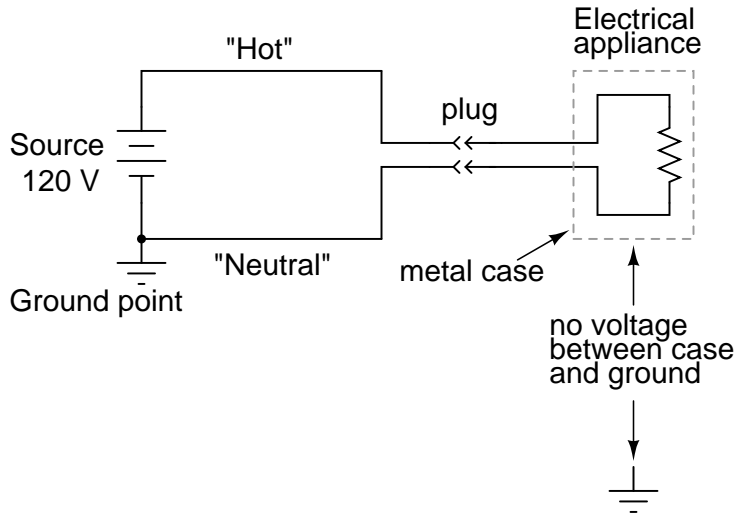 Electrical
appliance
"Hot"
plug
Source
120 V
"Neutral"
metal case
Ground point
no voltage
between case
and ground